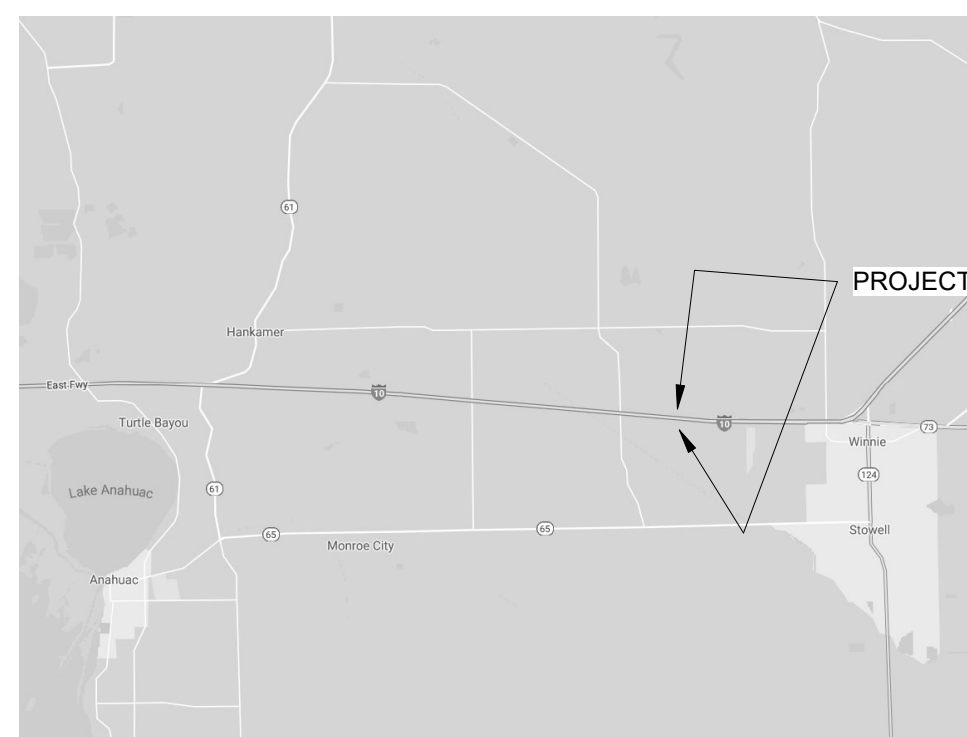 61
PROJECT
Hankamer
East Fwy
10
Turtle Bayou
10
73
Winnie
Lake Anahuac
61
124
65
65
Stowell
Monroe City
Anahuac